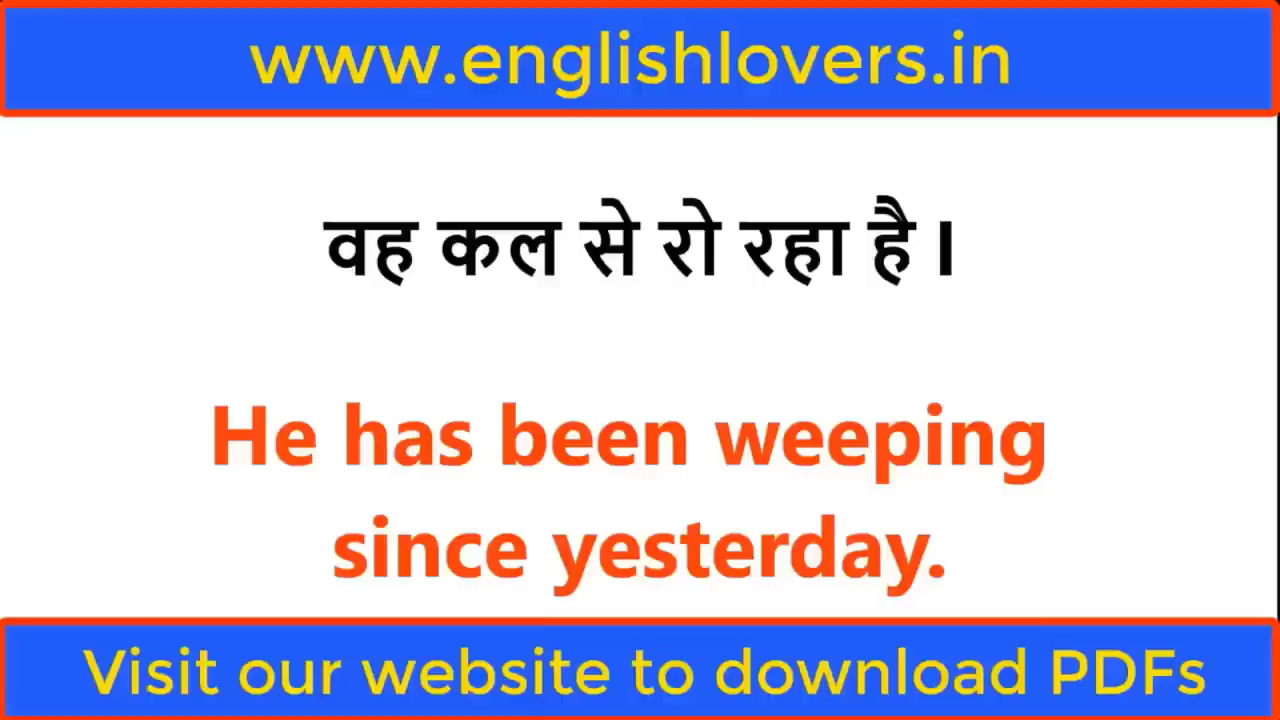 www.englishlovers.in
वह कल से रो रहा है ।
He has been weeping
since yesterday.
Visit our website to download PDFs